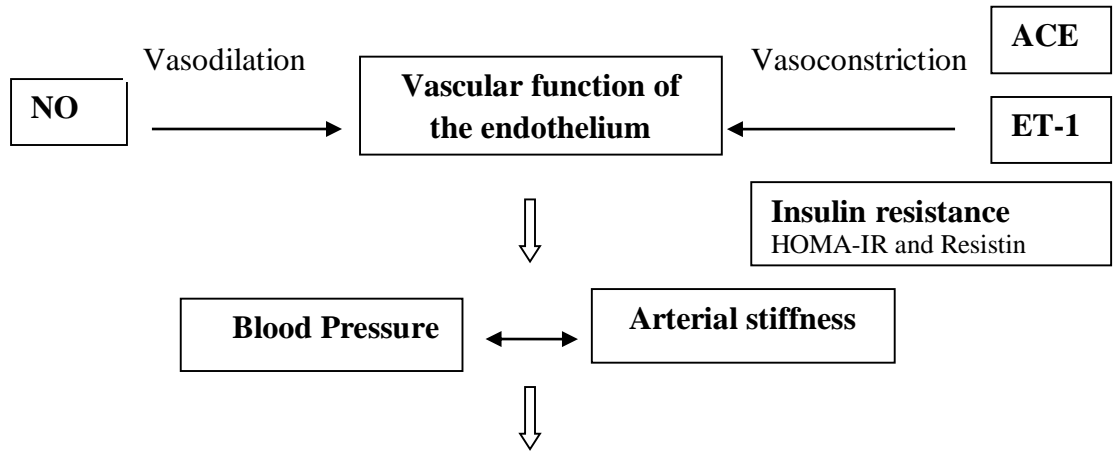 ACE
Vasodilation
Vasoconstriction
Vascular function of
the endothelium
NO
ET-1
Insulin resistance
HOMA-IR and Resistin
Blood Pressure
Arterial stiffness